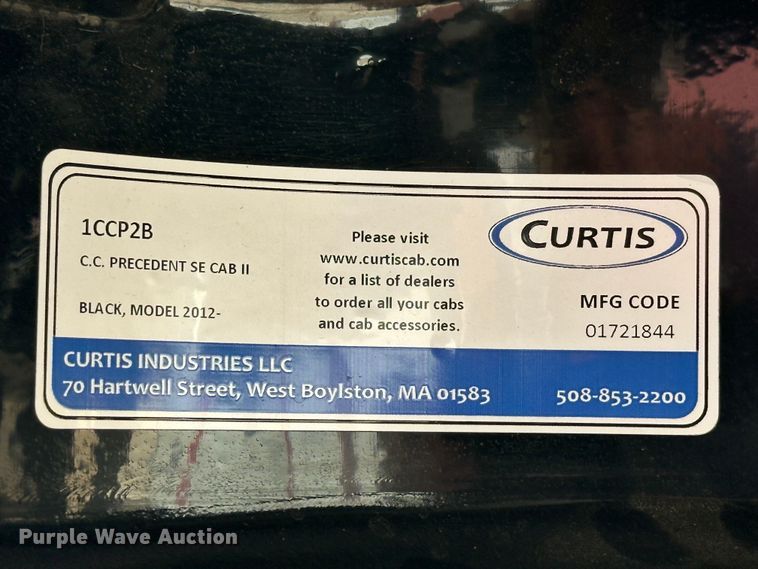 1CCP2B
C.C. PRECEDENT SE CAB II
BLACK, MODEL 2012-
Please visit
www.curtiscab.com
for a list of dealers
to order all your cabs
and cab accessories.
CURTIS
MFG CODE
01721844
CURTIS INDUSTRIES LLC
70 Hartwell Street, West Boylston, MA 01583
508-853-2200
Purple Wave Auction